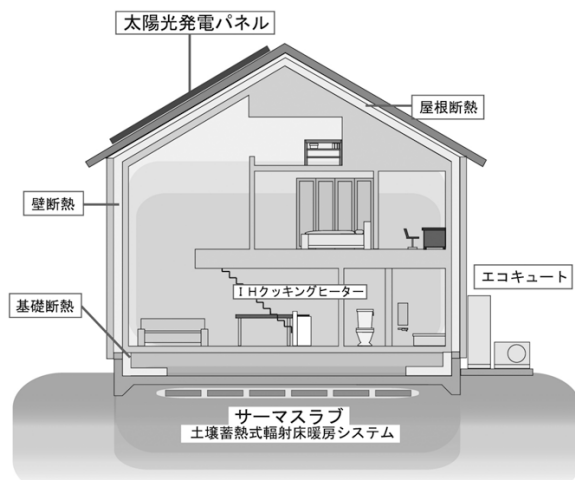 太陽光発電パネル
屋根断熱
壁断熱
エコキュート
ＩＨクッキングヒーター
基礎断熱
サーマスラブ
土壌蓄熱式輻射床暖房システム